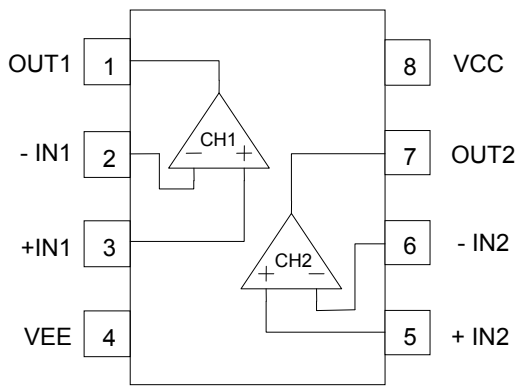 OUT1 1
8 VCC
CH1
- IN1 2
− +
7 OUT2
+IN1 3
6 - IN2
CH2
+ −
VEE 4
5 + IN2